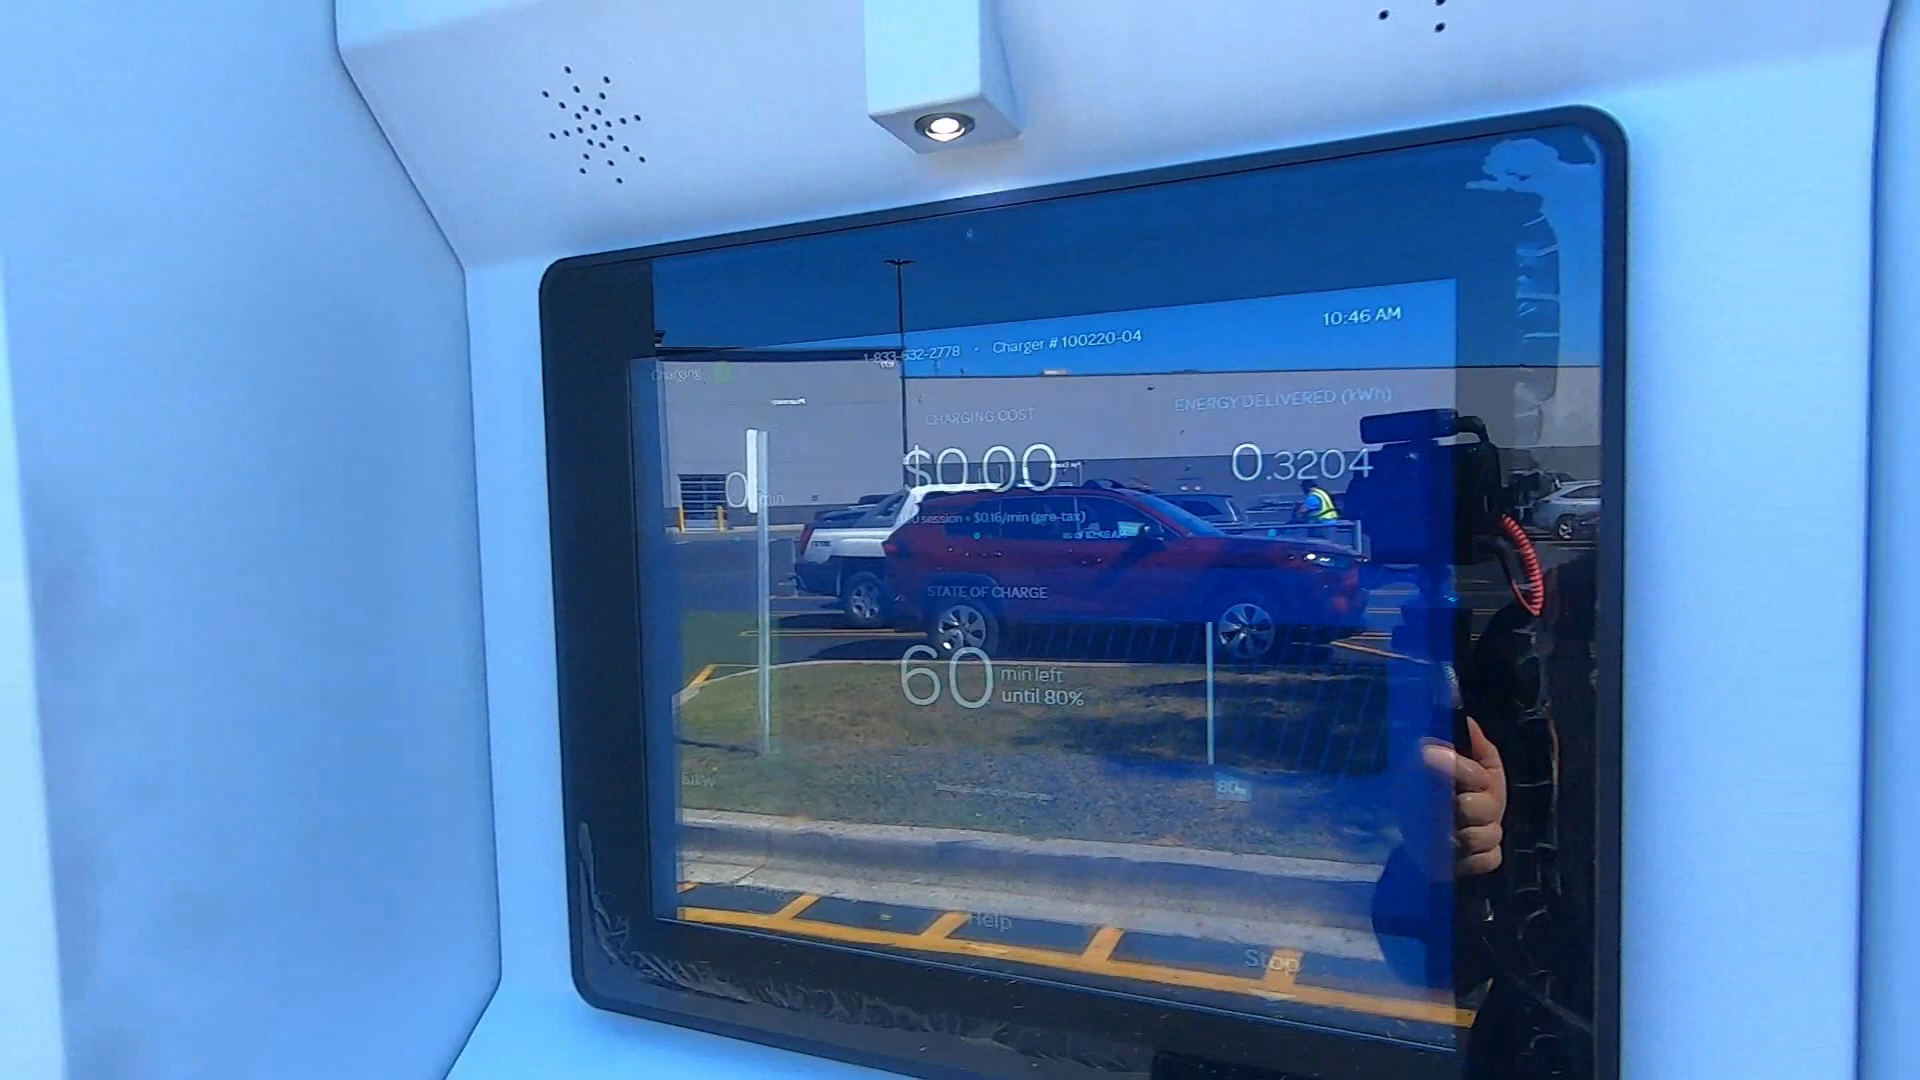 10:46 AM
1-833-632-2778 • Charger # 100220-04
Charging
CHARGING COST
ENERGY DELIVERED (kWh)
0 min
$0.00
0.3204
session + $0.16/min (pre-tax)
STATE OF CHARGE
60 min left
until 80%
80%
Help
Stop